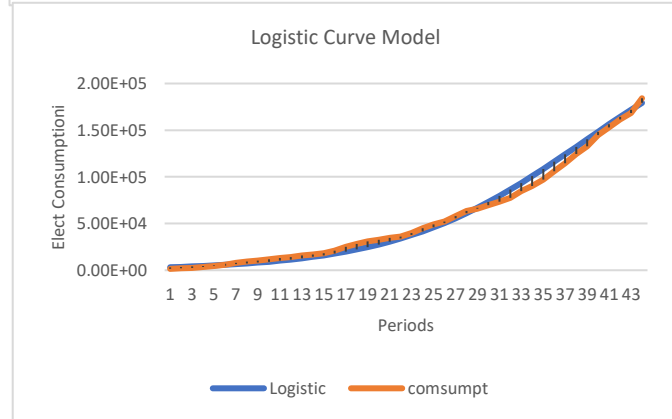 Logistic Curve Model
2.00E+05
1.50E+05
1.00E+05
5.00E+04
0.00E+00
Elect Consumptioni
1 3 5 7 9 11 13 15 17 19 21 23 25 27 29 31 33 35 37 39 41 43
Periods
Logistic comsumpt